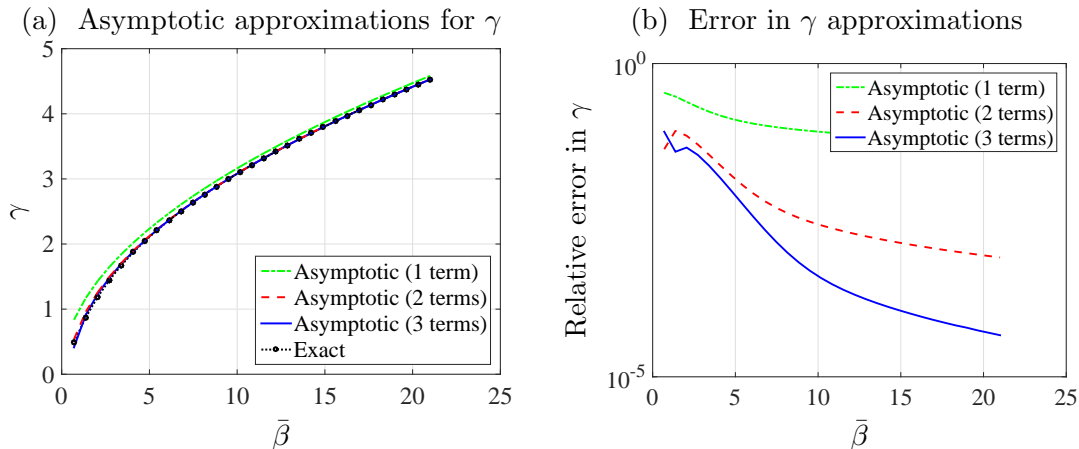 (a) Asymptotic approximations for γ
5
4
3
2
1
0
γ
0 5 10 15 20 25
β̄
Asymptotic (1 term)
Asymptotic (2 terms)
Asymptotic (3 terms)
Exact
(b) Error in γ approximations
10^0
10^-5
Relative error in γ
0 5 10 15 20 25
β̄
Asymptotic (1 term)
Asymptotic (2 terms)
Asymptotic (3 terms)